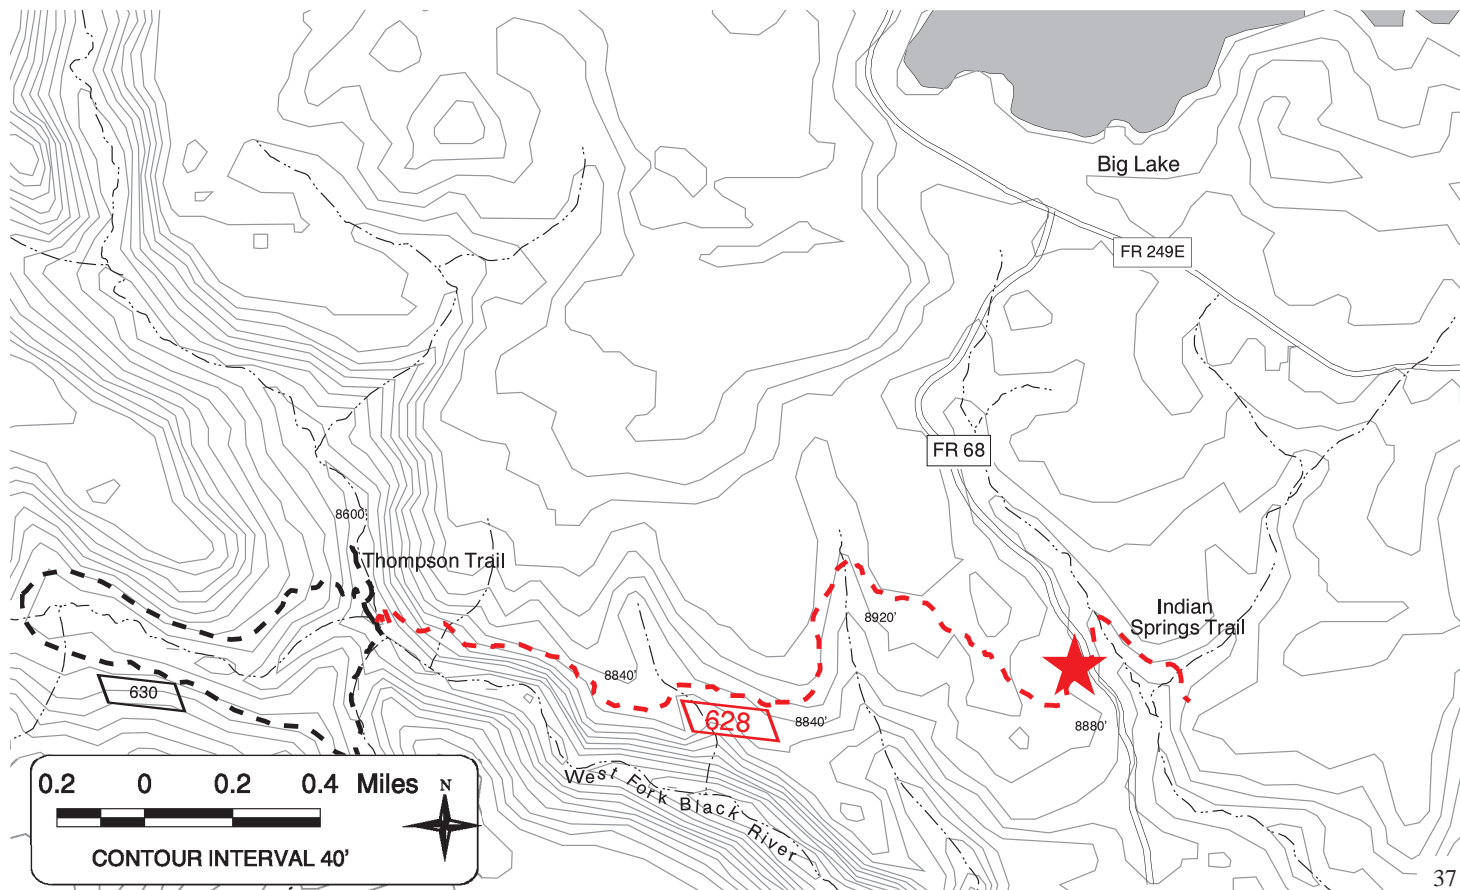 Big Lake
FR 249E
FR 68
8600'
Thompson Trail
Indian
Springs Trail
8920'
8840'
630
628
8840'
8880'
West Fork Black River
0.2 0 0.2 0.4 Miles
N
CONTOUR INTERVAL 40'
37